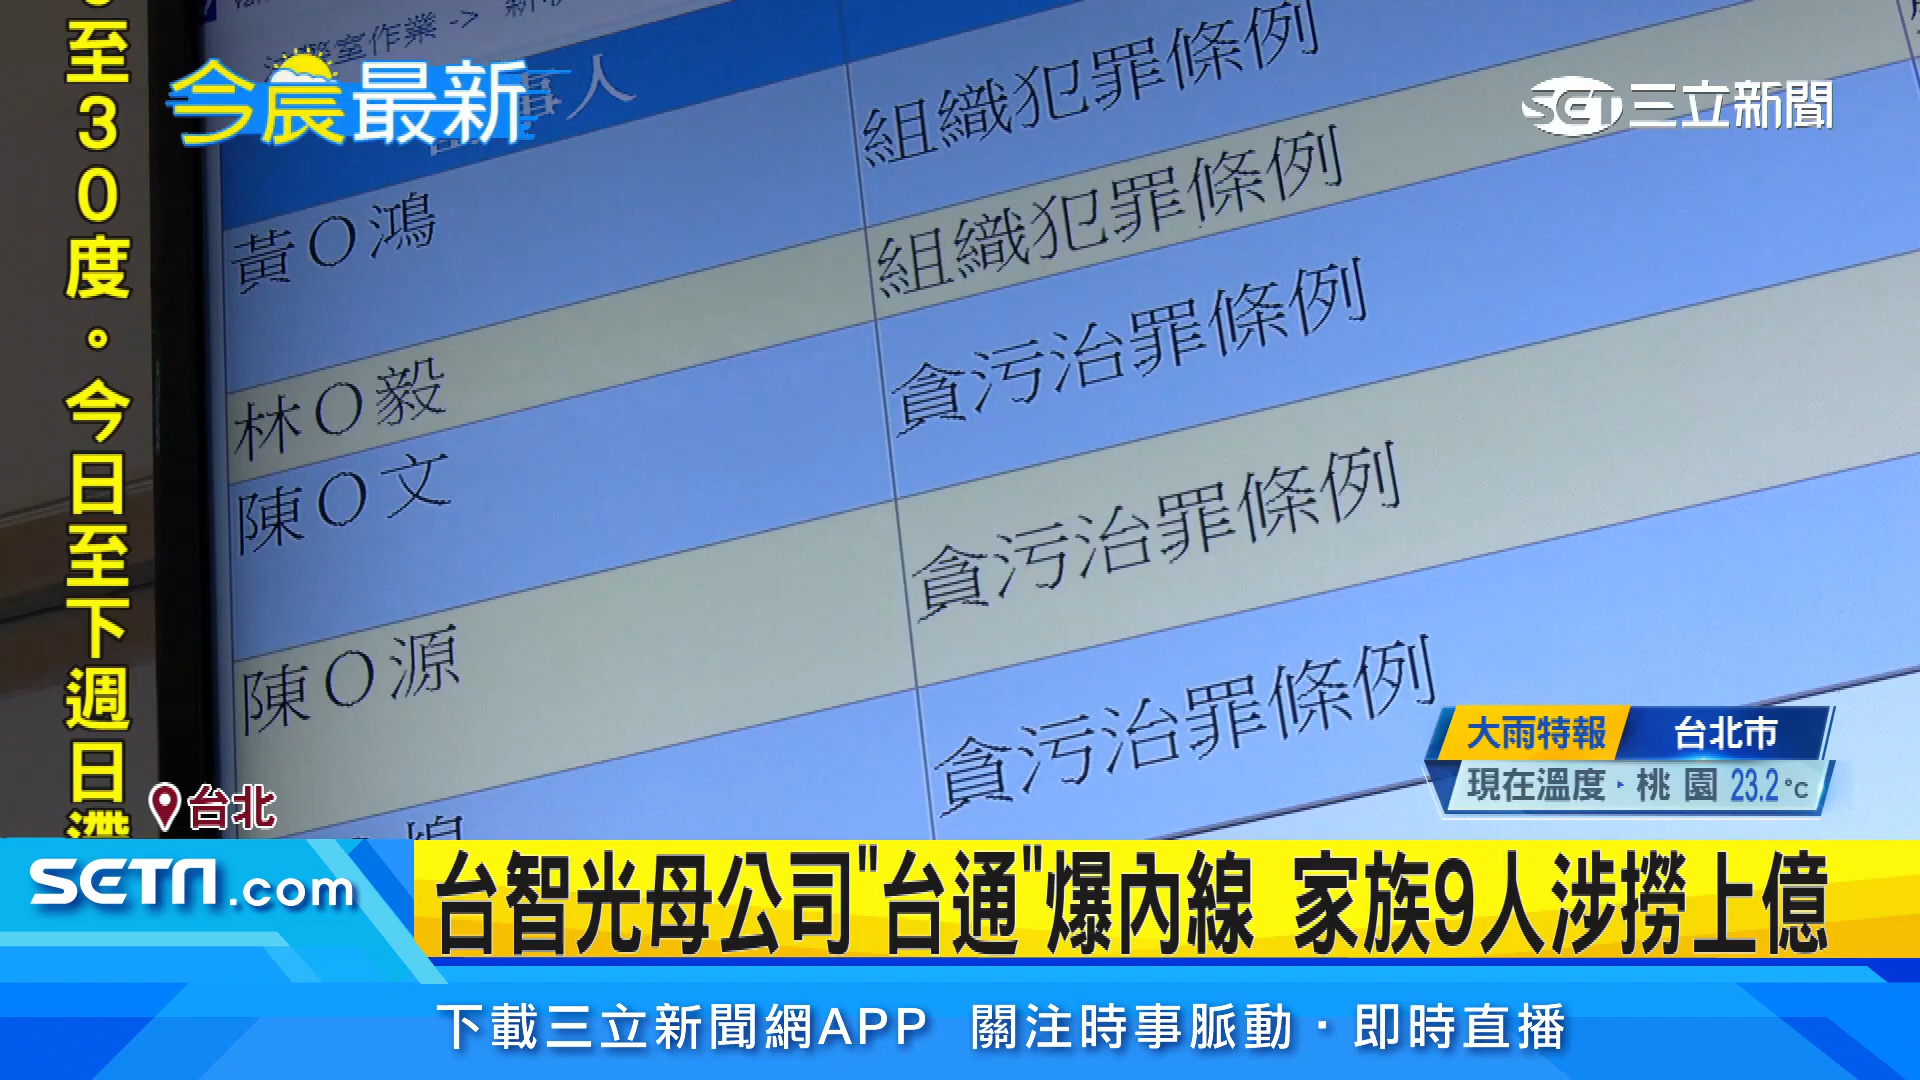 至30度。今日至下週日
今晨最新
SET三立新聞
人
組織犯罪條例
黃O鴻
組織犯罪條例
林O毅
貪污治罪條例
陳O文
貪污治罪條例
陳O源
貪污治罪條例
大雨特報 台北市
現在溫度 桃園 23.2°C
台北
SETN.com
台智光母公司"台通"爆內線 家族9人涉撈上億
下載三立新聞網APP 關注時事脈動·即時直播